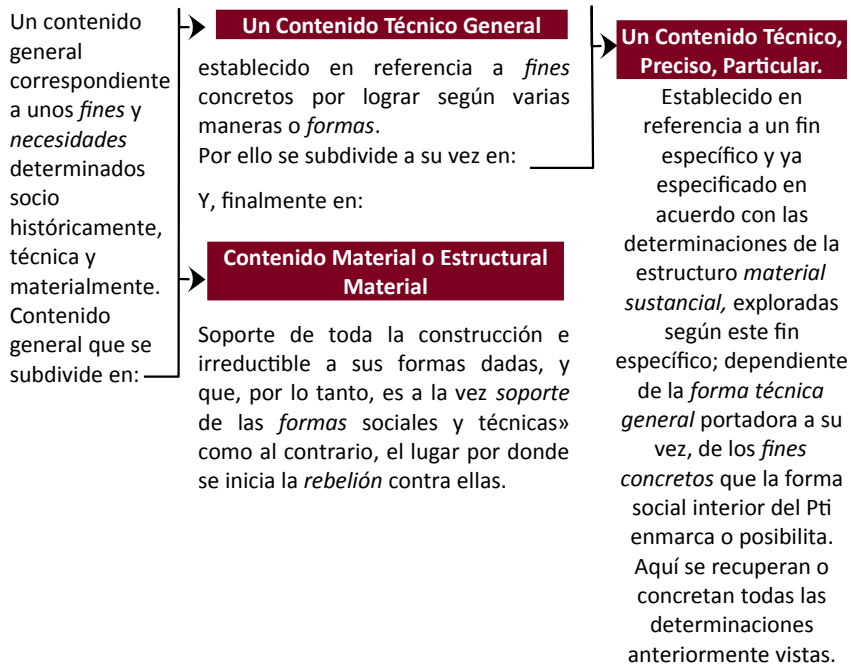 Un contenido
general
correspondiente
a unos fines y
necesidades
determinados
socio
históricamente,
técnica y
materialmente.
Contenido
general que se
subdivide en:
Un Contenido Técnico General
establecido en referencia a fines
concretos por lograr según varias
maneras o formas.
Por ello se subdivide a su vez en:
Y, finalmente en:
Contenido Material o Estructural
Material
Soporte de toda la construcción e
irreductible a sus formas dadas, y
que, por lo tanto, es a la vez soporte
de las formas sociales y técnicas»
como al contrario, el lugar por donde
se inicia la rebelión contra ellas.
Un Contenido Técnico,
Preciso, Particular.
Establecido en
referencia a un fin
específico y ya
especificado en
acuerdo con las
determinaciones de la
estructuro material
sustancial, exploradas
según este fin
específico; dependiente
de la forma técnica
general portadora a su
vez, de los fines
concretos que la forma
social interior del Pti
enmarca o posibilita.
Aquí se recuperan o
concretan todas las
determinaciones
anteriormente vistas.